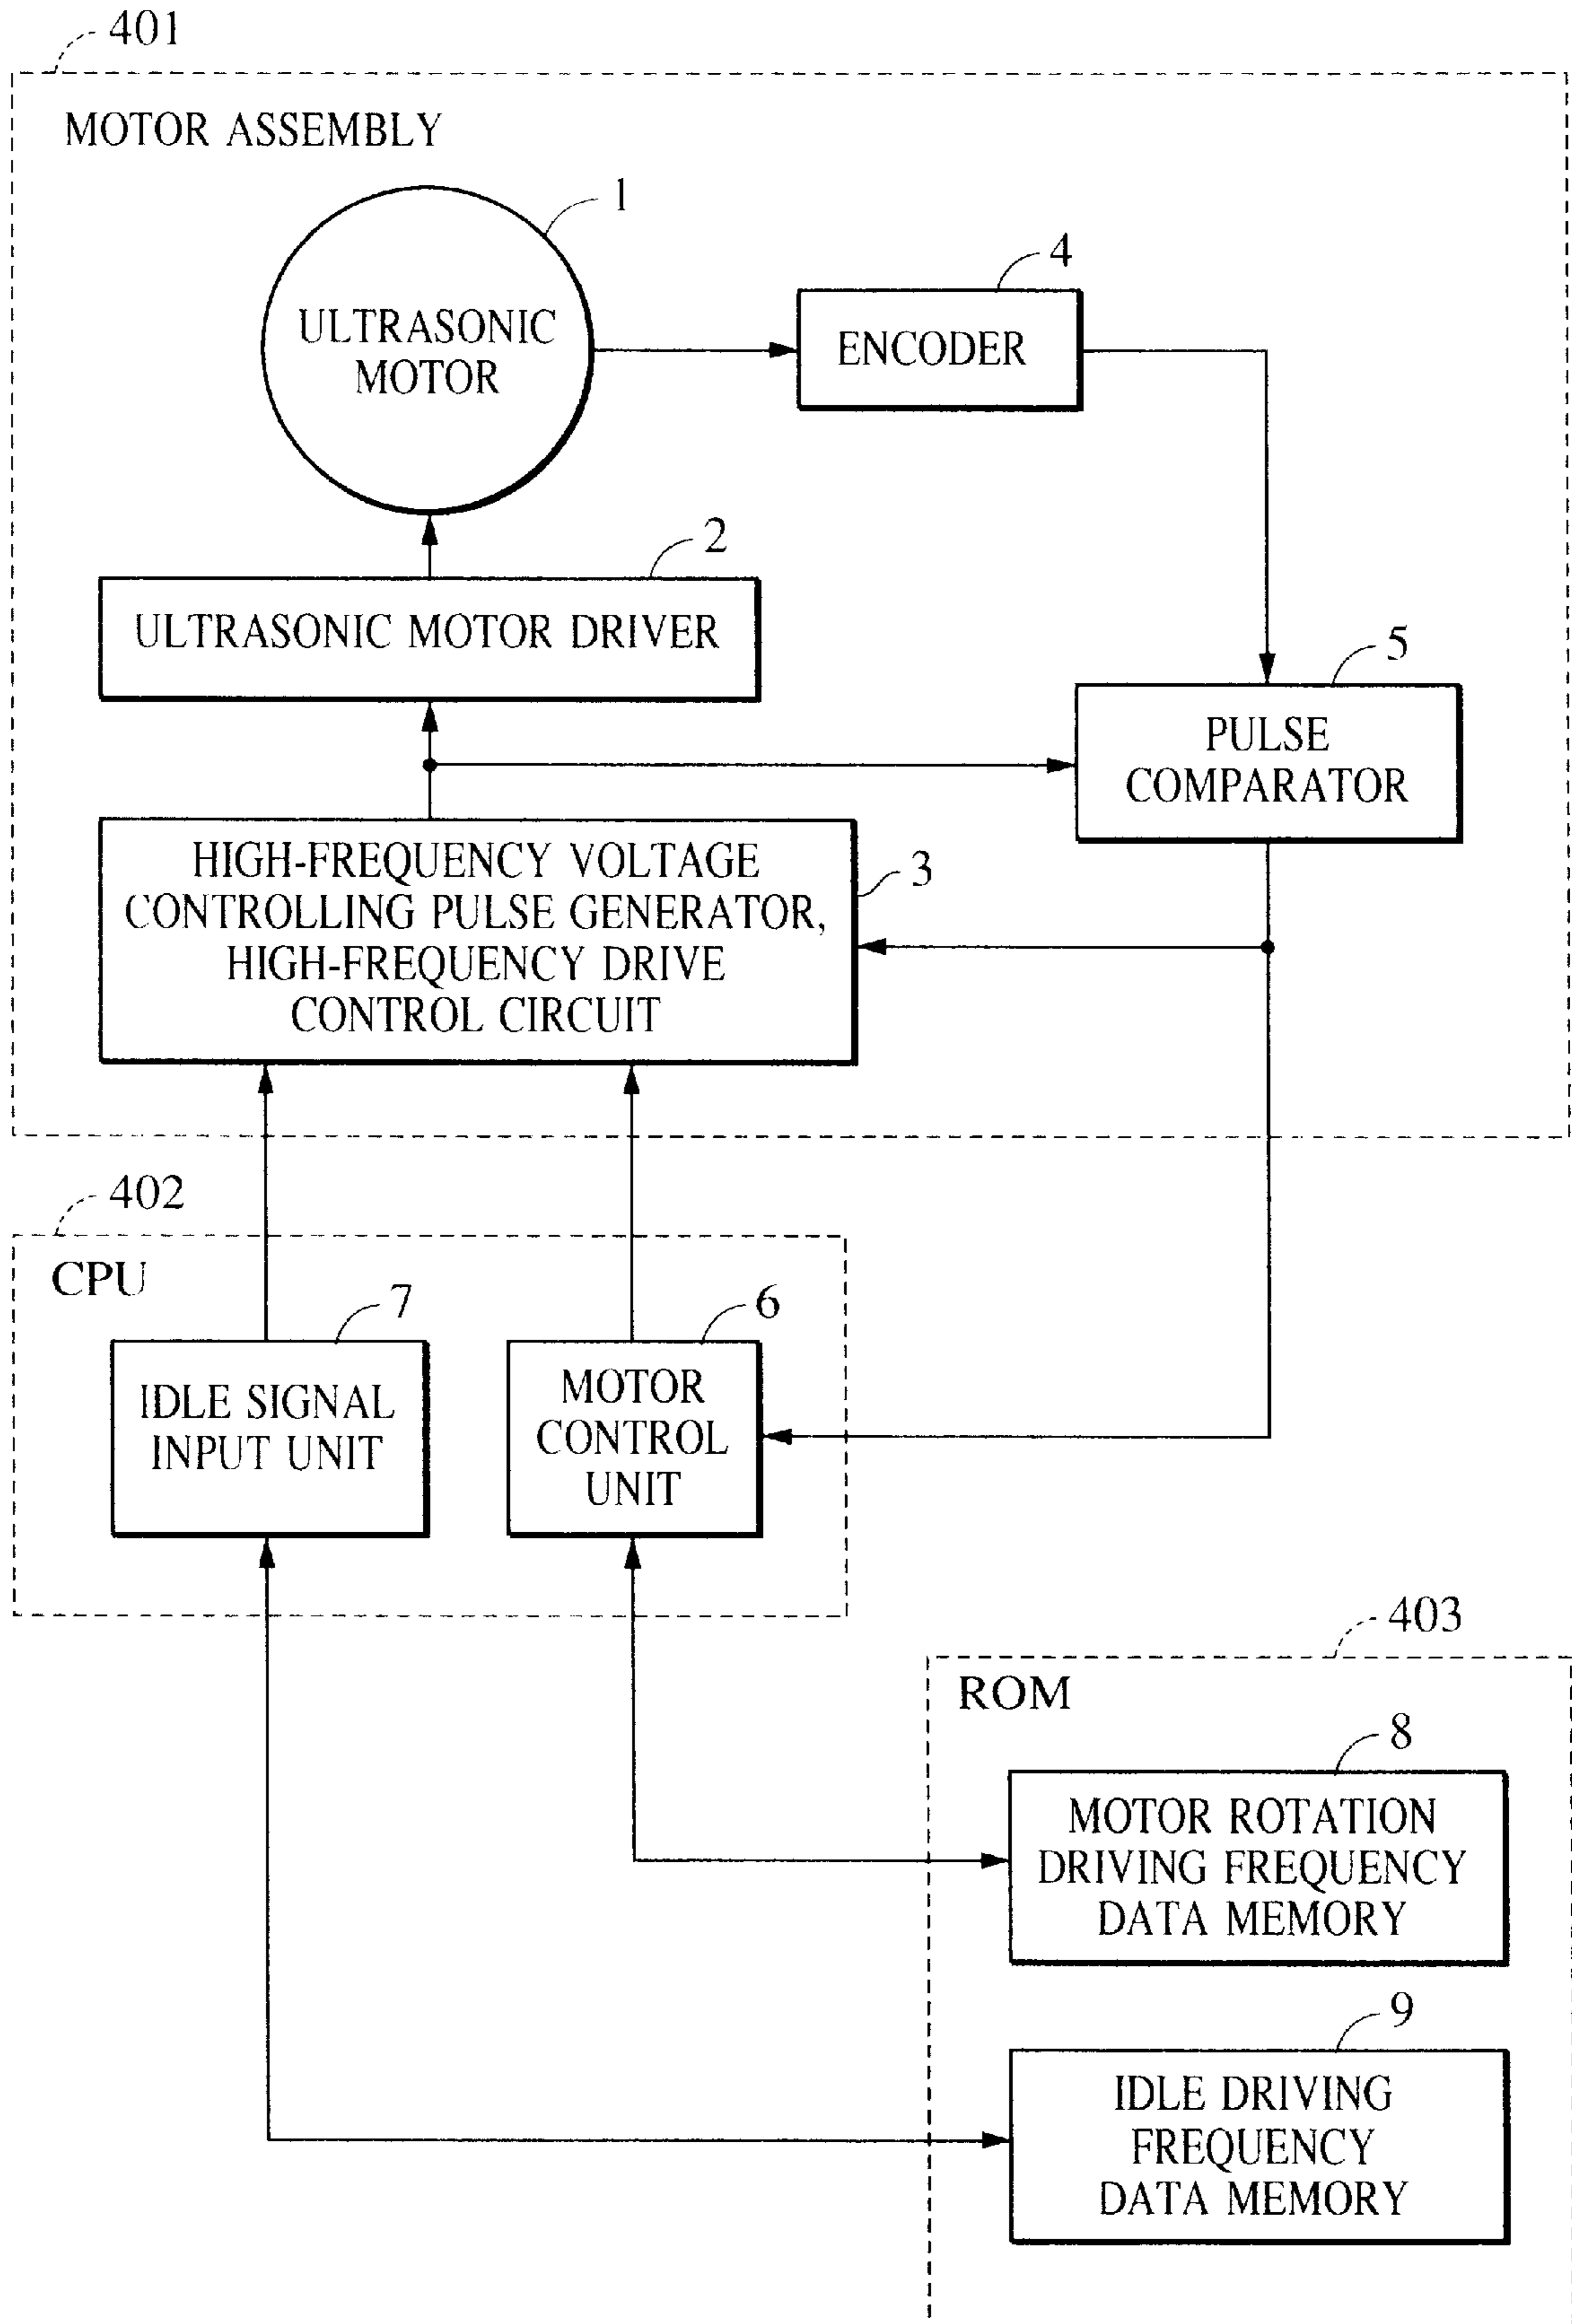 401
MOTOR ASSEMBLY
1
ULTRASONIC
MOTOR
4
ENCODER
2
ULTRASONIC MOTOR DRIVER
5
PULSE
COMPARATOR
HIGH-FREQUENCY VOLTAGE
CONTROLLING PULSE GENERATOR,
HIGH-FREQUENCY DRIVE
CONTROL CIRCUIT
3
402
CPU
7
IDLE SIGNAL
INPUT UNIT
6
MOTOR
CONTROL
UNIT
403
ROM
8
MOTOR ROTATION
DRIVING FREQUENCY
DATA MEMORY
9
IDLE DRIVING
FREQUENCY
DATA MEMORY